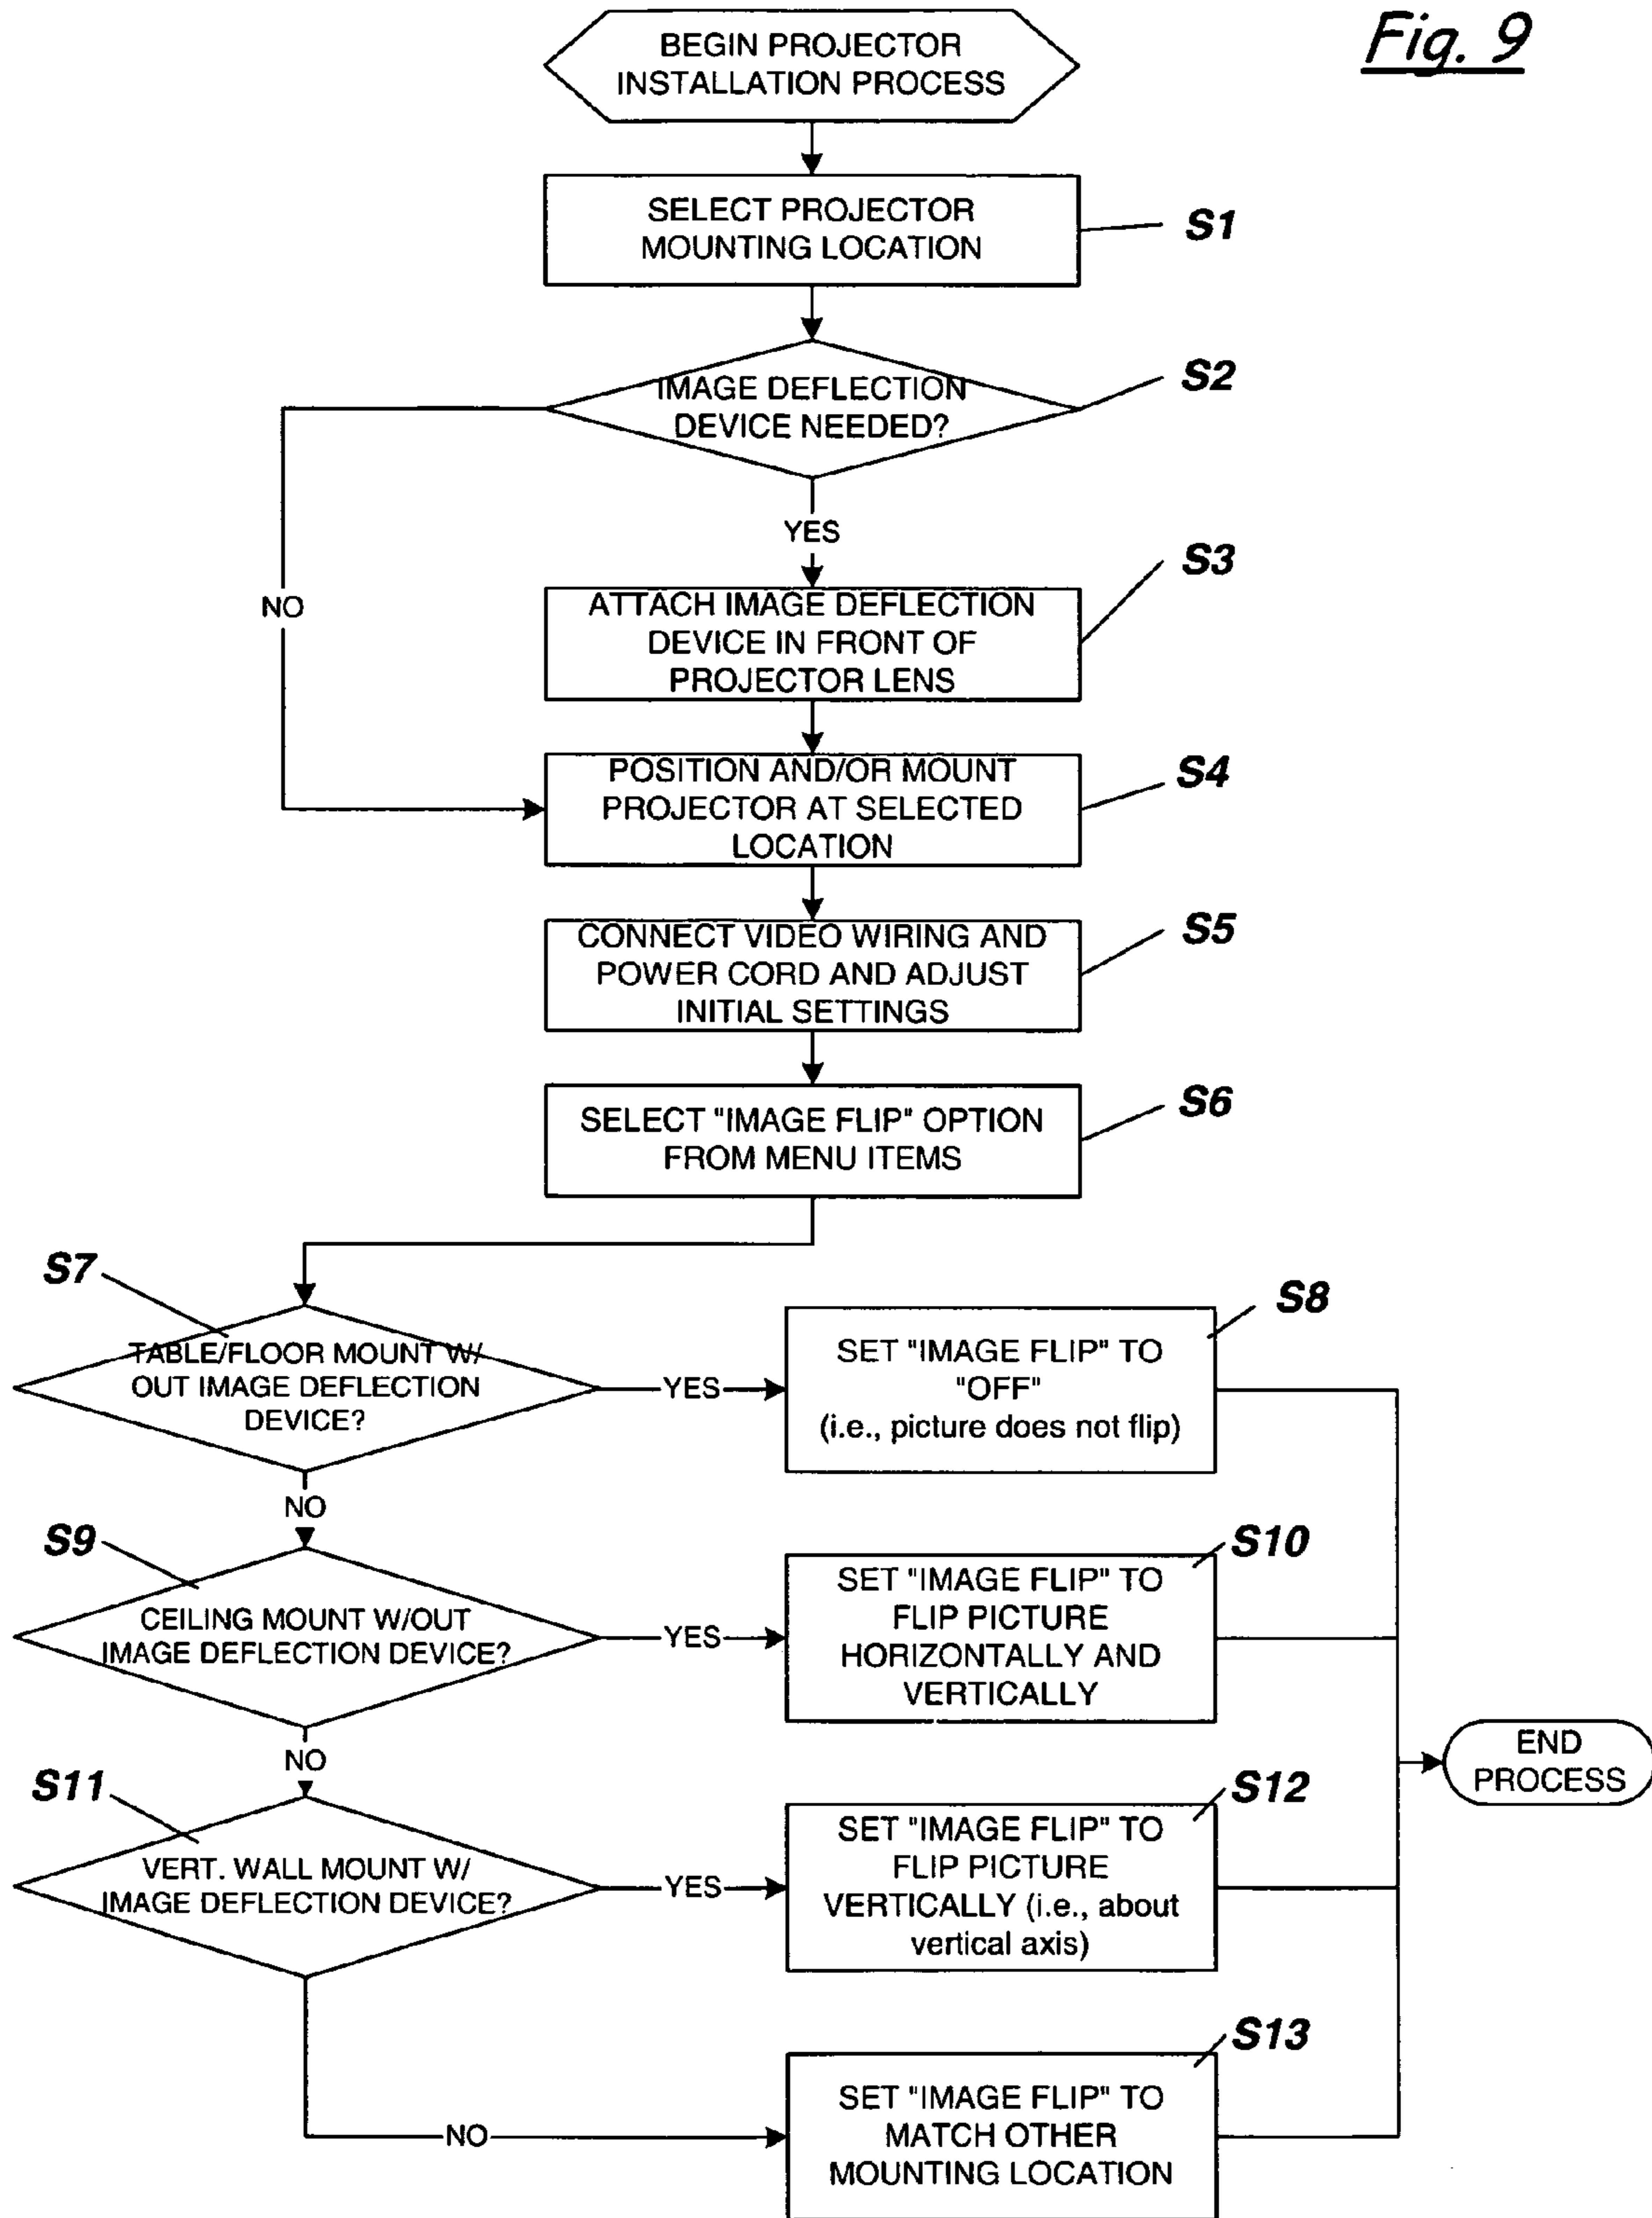 Fig. 9
BEGIN PROJECTOR
INSTALLATION PROCESS
SELECT PROJECTOR
MOUNTING LOCATION
S1
IMAGE DEFLECTION
DEVICE NEEDED?
S2
YES
NO
ATTACH IMAGE DEFLECTION
DEVICE IN FRONT OF
PROJECTOR LENS
S3
POSITION AND/OR MOUNT
PROJECTOR AT SELECTED
LOCATION
S4
CONNECT VIDEO WIRING AND
POWER CORD AND ADJUST
INITIAL SETTINGS
S5
SELECT "IMAGE FLIP" OPTION
FROM MENU ITEMS
S6
S7
TABLE/FLOOR MOUNT W/
OUT IMAGE DEFLECTION
DEVICE?
YES
SET "IMAGE FLIP" TO
"OFF"
(i.e., picture does not flip)
S8
NO
S9
CEILING MOUNT W/OUT
IMAGE DEFLECTION DEVICE?
YES
SET "IMAGE FLIP" TO
FLIP PICTURE
HORIZONTALLY AND
VERTICALLY
S10
NO
S11
VERT. WALL MOUNT W/
IMAGE DEFLECTION DEVICE?
YES
SET "IMAGE FLIP" TO
FLIP PICTURE
VERTICALLY (i.e., about
vertical axis)
S12
END
PROCESS
NO
SET "IMAGE FLIP" TO
MATCH OTHER
MOUNTING LOCATION
S13